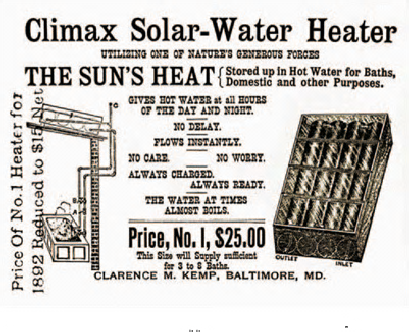 Climax Solar-Water Heater
UTILIZING ONE OF NATURE'S GENEROUS FORCES
THE SUN'S HEAT { Stored up in Hot Water for Baths,
Domestic and other Purposes.
GIVES HOT WATER at all HOURS
OF THE DAY AND NIGHT.
NO DELAY.
FLOWS INSTANTLY.
NO CARE. NO WORRY.
ALWAYS CHARGED.
ALWAYS READY.
THE WATER AT TIMES
ALMOST BOILS.
Price, No. 1, $25.00
This Size will Supply sufficient
for 3 to 8 Baths.
CLARENCE M. KEMP, BALTIMORE, MD.
Price Of No.1 Heater for
1892 Reduced to $15 Net
OUTLET
INLET